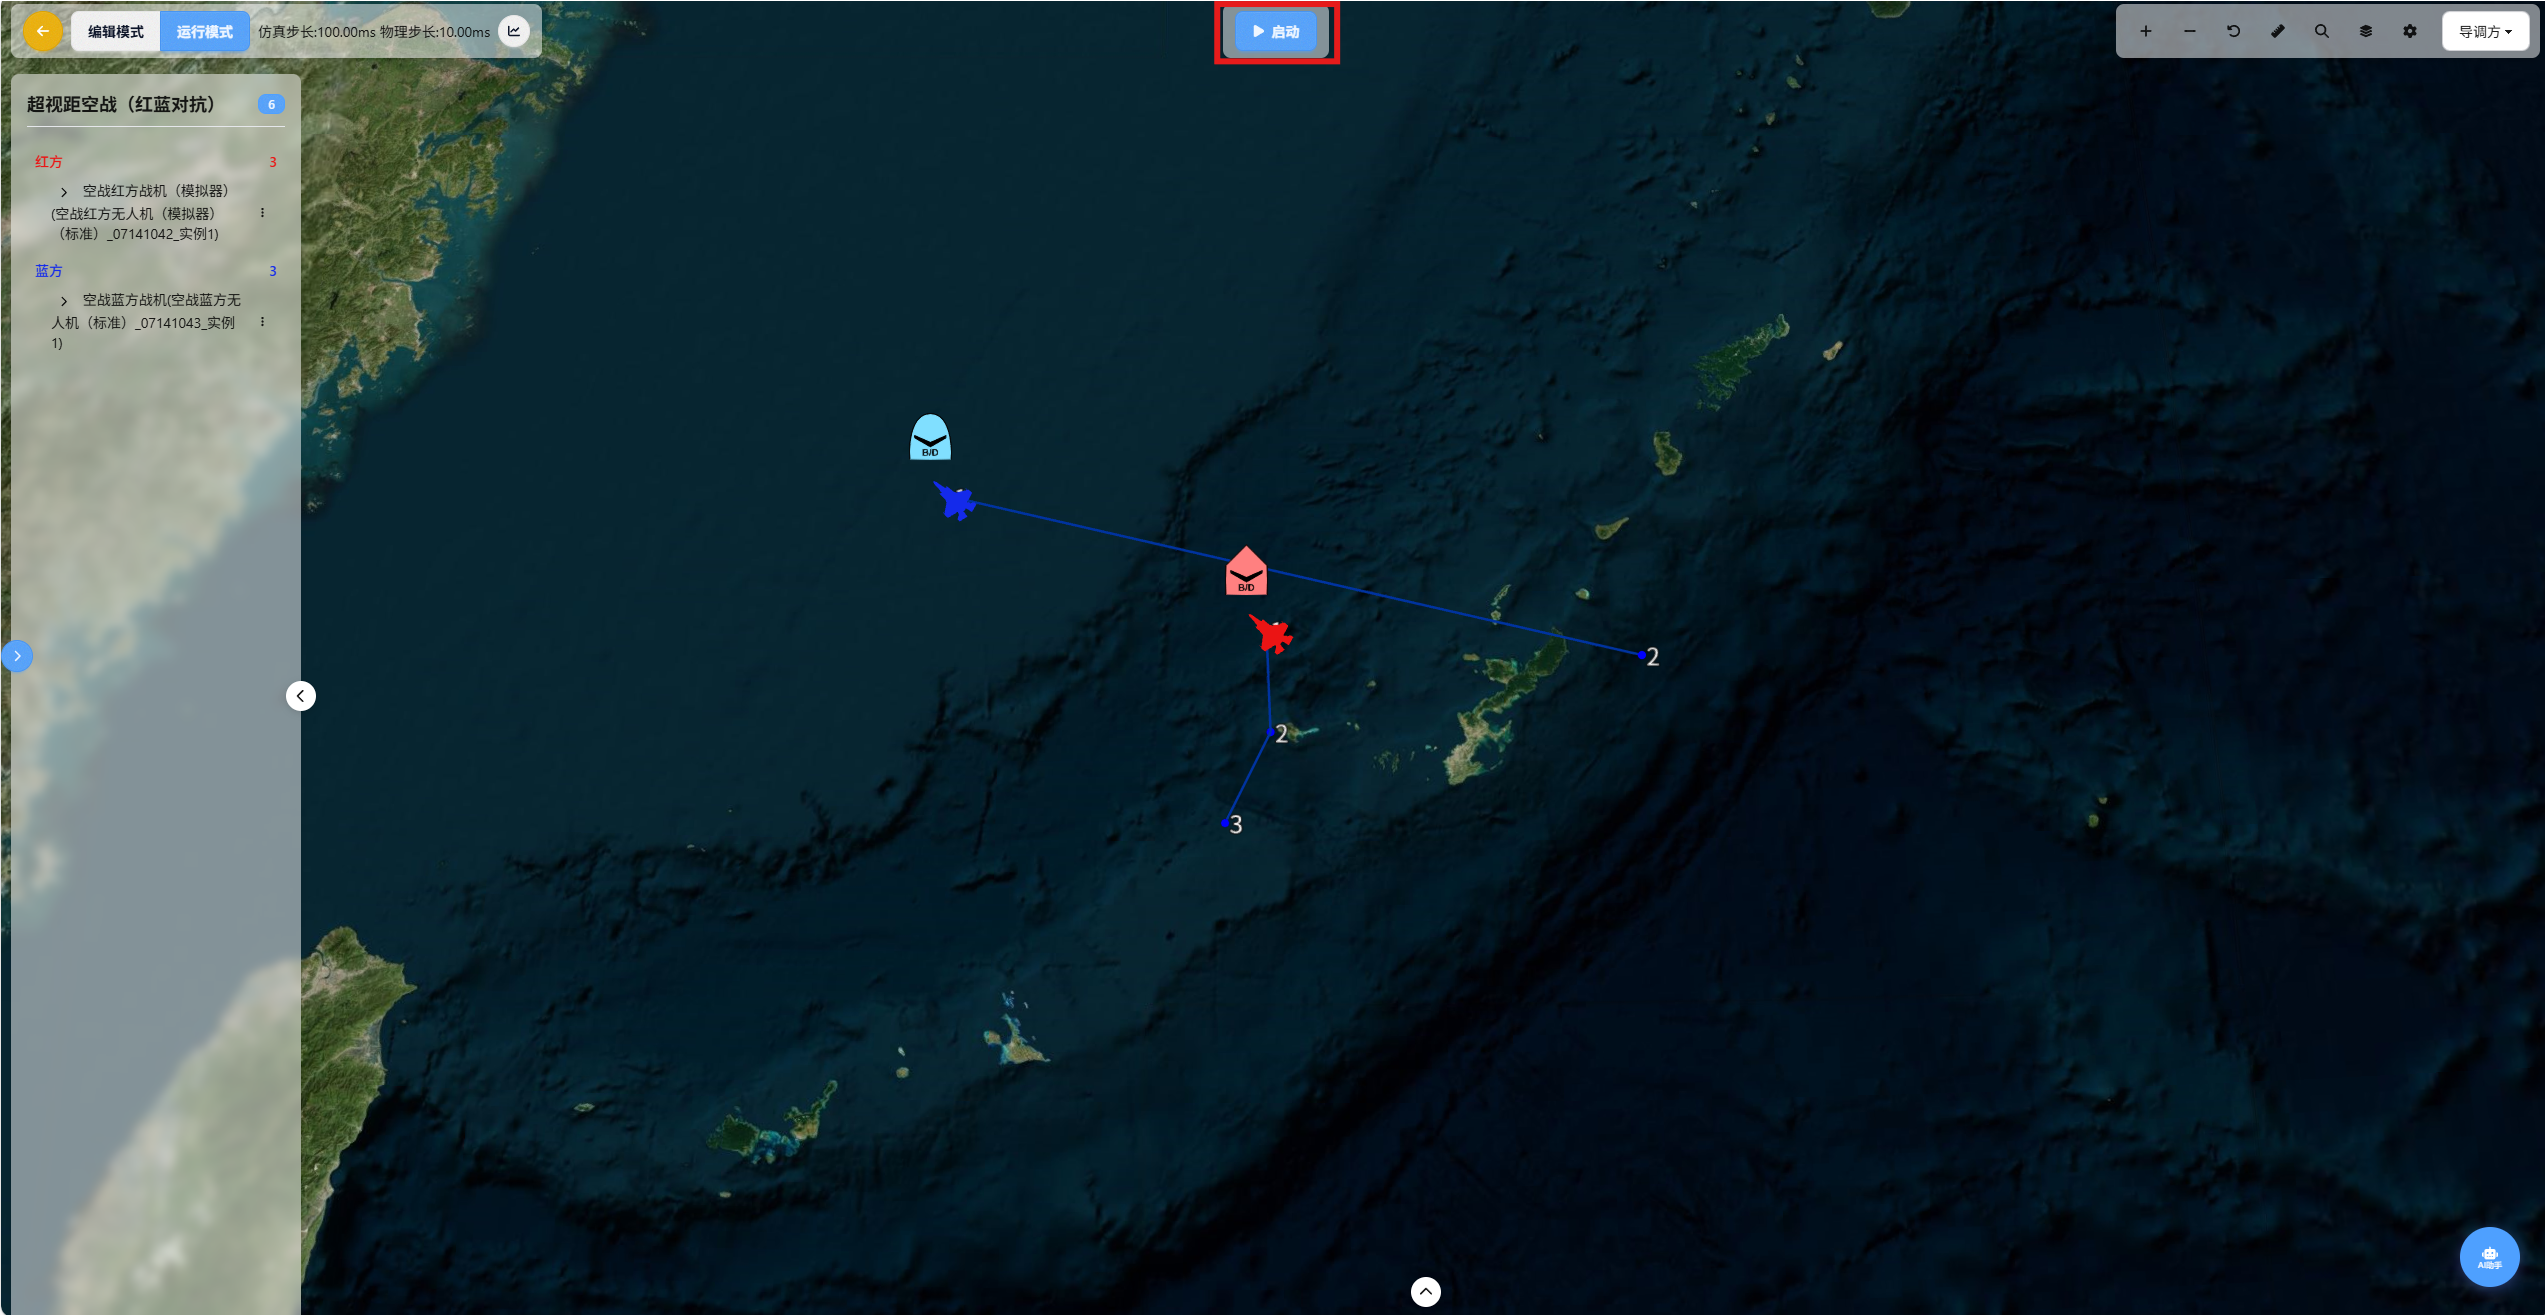 编辑模式 运行模式 仿真步长:100.00ms 物理步长:10.00ms
启动
导调方
超视距空战（红蓝对抗） 6
红方 3
空战红方战机（模拟器）
(空战红方无人机（模拟器）
（标准）_07141042_实例1)
蓝方 3
空战蓝方战机(空战蓝方无
人机（标准）_07141043_实例
1)
B/D
B/D
2
2
3
AI助手